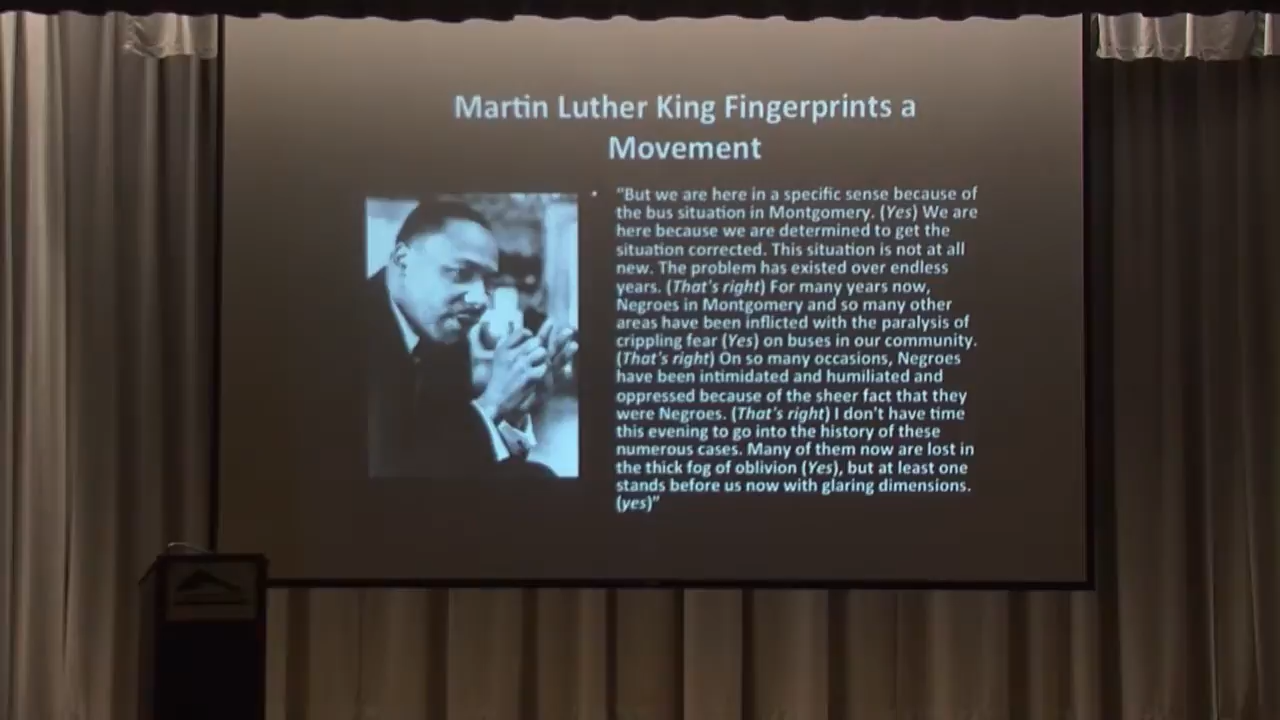 Martin Luther King Fingerprints a
Movement
• "But we are here in a specific sense because of
the bus situation in Montgomery. (Yes) We are
here because we are determined to get the
situation corrected. This situation is not at all
new. The problem has existed over endless
years. (That's right) For many years now,
Negroes in Montgomery and so many other
areas have been inflicted with the paralysis of
crippling fear (Yes) on buses in our community.
(That's right) On so many occasions, Negroes
have been intimidated and humiliated and
oppressed because of the sheer fact that they
were Negroes. (That's right) I don't have time
this evening to go into the history of these
numerous cases. Many of them now are lost in
the thick fog of oblivion (Yes), but at least one
stands before us now with glaring dimensions.
(yes)"